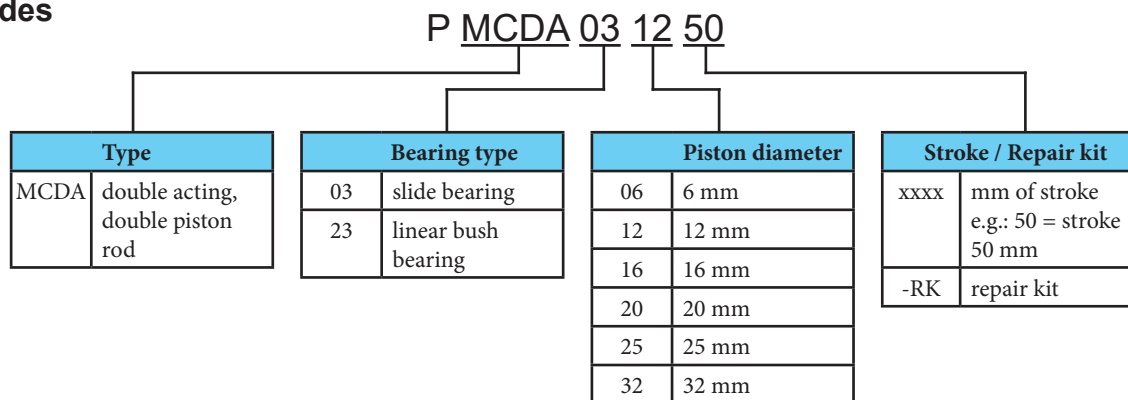 des
P MCDA 03 12 50
Type
MCDA double acting,
double piston
rod
Bearing type
03 slide bearing
23 linear bush
bearing
Piston diameter
06 6 mm
12 12 mm
16 16 mm
20 20 mm
25 25 mm
32 32 mm
Stroke / Repair kit
xxxx mm of stroke
e.g.: 50 = stroke
50 mm
-RK repair kit